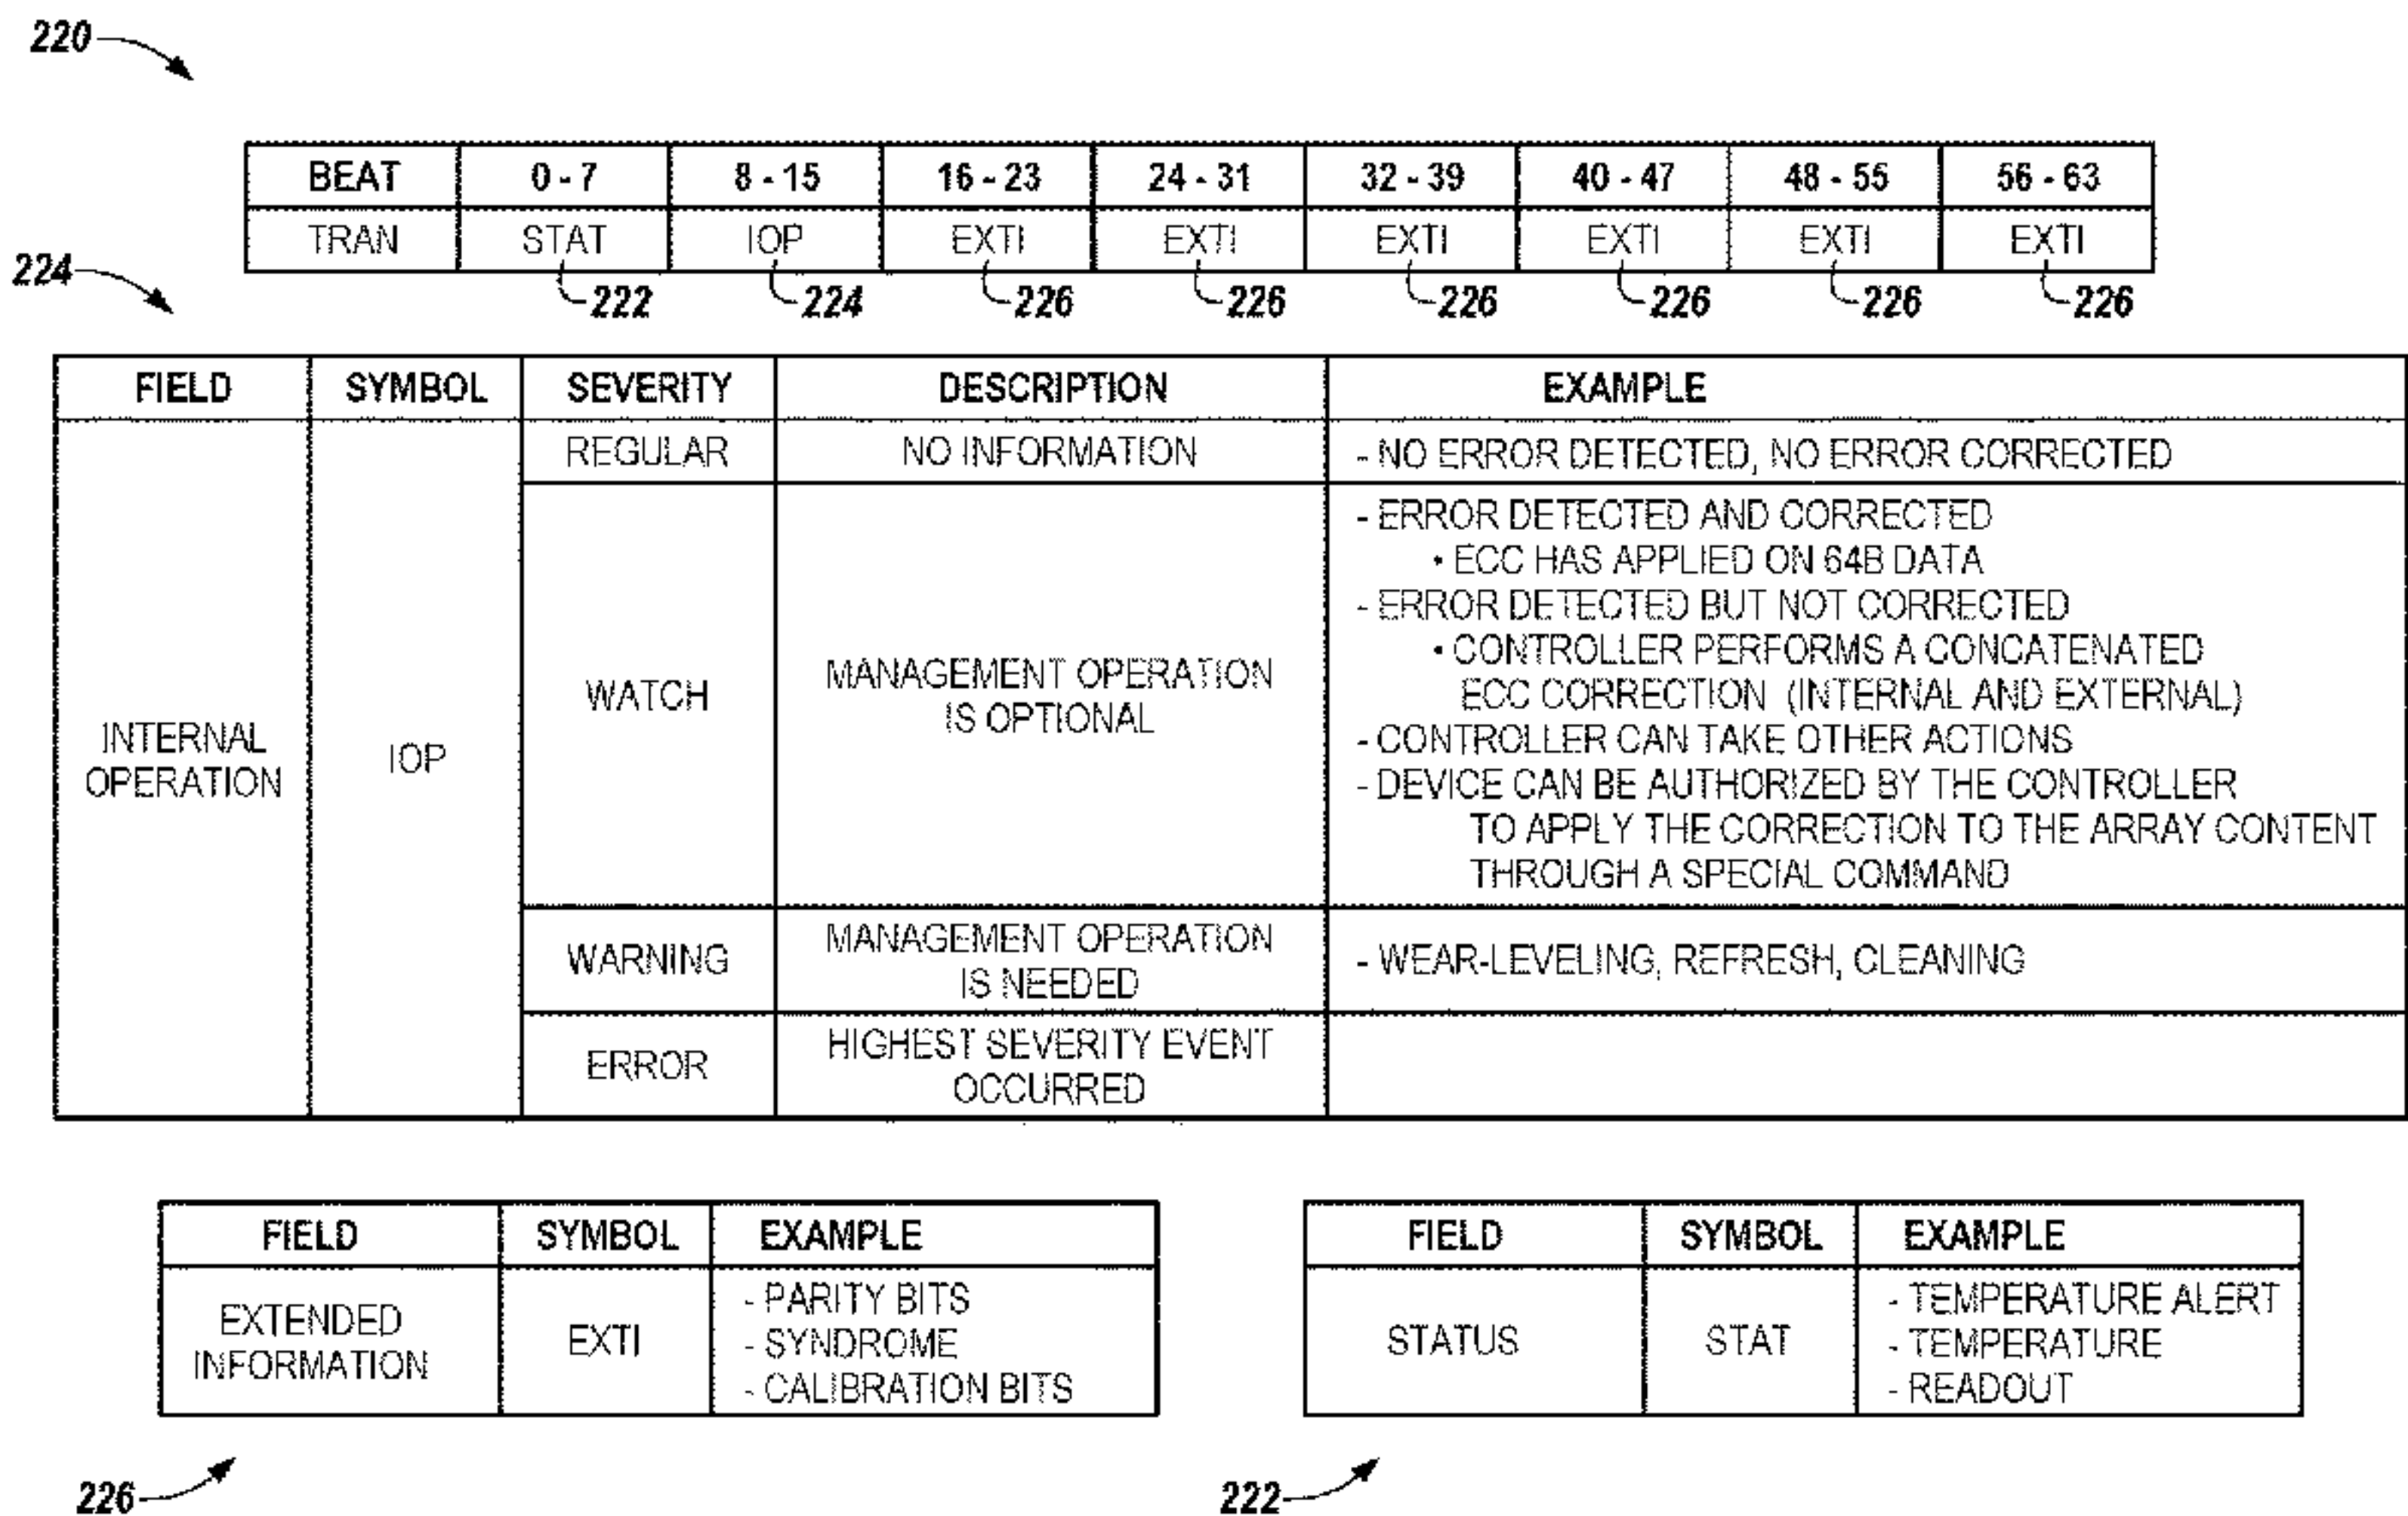 220
BEAT 0 - 7 8 - 15 16 - 23 24 - 31 32 - 39 40 - 47 48 - 55 56 - 63
TRAN STAT IOP EXTI EXTI EXTI EXTI EXTI EXTI
224
222 224 226 226 226 226 226 226
FIELD SYMBOL SEVERITY DESCRIPTION EXAMPLE
INTERNAL
OPERATION
IOP
REGULAR
NO INFORMATION
- NO ERROR DETECTED, NO ERROR CORRECTED
WATCH
MANAGEMENT OPERATION
IS OPTIONAL
- ERROR DETECTED AND CORRECTED
• ECC HAS APPLIED ON 64B DATA
- ERROR DETECTED BUT NOT CORRECTED
• CONTROLLER PERFORMS A CONCATENATED
ECC CORRECTION (INTERNAL AND EXTERNAL)
- CONTROLLER CAN TAKE OTHER ACTIONS
- DEVICE CAN BE AUTHORIZED BY THE CONTROLLER
TO APPLY THE CORRECTION TO THE ARRAY CONTENT
THROUGH A SPECIAL COMMAND
WARNING
MANAGEMENT OPERATION
IS NEEDED
- WEAR-LEVELING, REFRESH, CLEANING
ERROR
HIGHEST SEVERITY EVENT
OCCURRED
FIELD SYMBOL EXAMPLE
EXTENDED
INFORMATION
EXTI
- PARITY BITS
- SYNDROME
- CALIBRATION BITS
226
FIELD SYMBOL EXAMPLE
STATUS
STAT
- TEMPERATURE ALERT
- TEMPERATURE
- READOUT
222